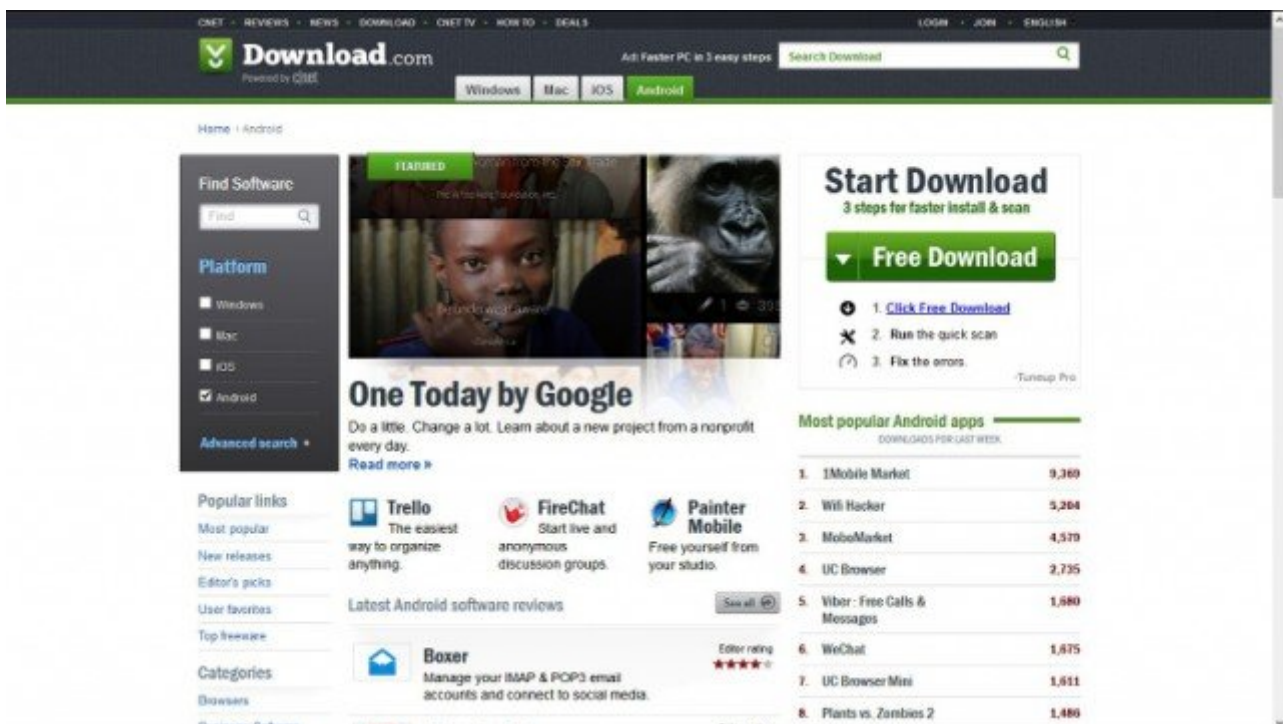 CNET REVIEWS NEWS DOWNLOAD CNET TV HOW TO DEALS
LOGIN JOIN ENGLISH
Download.com
Powered by cnet
Ad: Faster PC in 3 easy steps
Search Download
Windows Mac iOS Android
Home › Android
Find Software
Find
Platform
Windows
Mac
iOS
Android
Advanced search
Popular links
Most popular
New releases
Editor's picks
User favorites
Top freeware
Categories
Browsers
FEATURED
1 395
One Today by Google
Do a little. Change a lot. Learn about a new project from a nonprofit
every day.
Read more »
Trello
The easiest
way to organize
anything.
FireChat
Start live and
anonymous
discussion groups.
Painter
Mobile
Free yourself from
your studio.
Latest Android software reviews
See all
Boxer
Manage your IMAP & POP3 email
accounts and connect to social media.
Editor rating
Start Download
3 steps for faster install & scan
Free Download
1. Click Free Download
2. Run the quick scan
3. Fix the errors.
-Tuneup Pro
Most popular Android apps
DOWNLOADS FOR LAST WEEK
1. 1Mobile Market 9,369
2. Wifi Hacker 5,204
3. MoboMarket 4,579
4. UC Browser 2,735
5. Viber : Free Calls & 1,680
Messages
6. WeChat 1,675
7. UC Browser Mini 1,611
8. Plants vs. Zombies 2 1,486